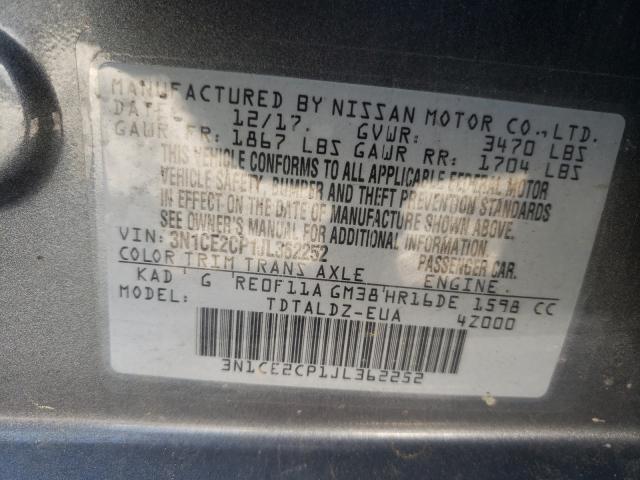 MANUFACTURED BY NISSAN MOTOR CO.,LTD.
DATE: 12/17. GVWR: 3470 LBS
GAWR FR: 1867 LBS GAWR RR: 1704 LBS
THIS VEHICLE CONFORMS TO ALL APPLICABLE FEDERAL MOTOR
VEHICLE SAFETY, BUMPER AND THEFT PREVENTION STANDARDS
IN EFFECT ON THE DATE OF MANUFACTURE SHOWN ABOVE.
SEE OWNER'S MANUAL FOR ADDITIONAL INFORMATION.
VIN: 3N1CE2CP1JL362252 PASSENGER CAR.
COLOR TRIM TRANS AXLE ENGINE
KAD ' G 'RE0F11A GM38'HR16DE 1598 CC
MODEL: TDTALDZ-EUA 4Z000
3N1CE2CP1JL362252